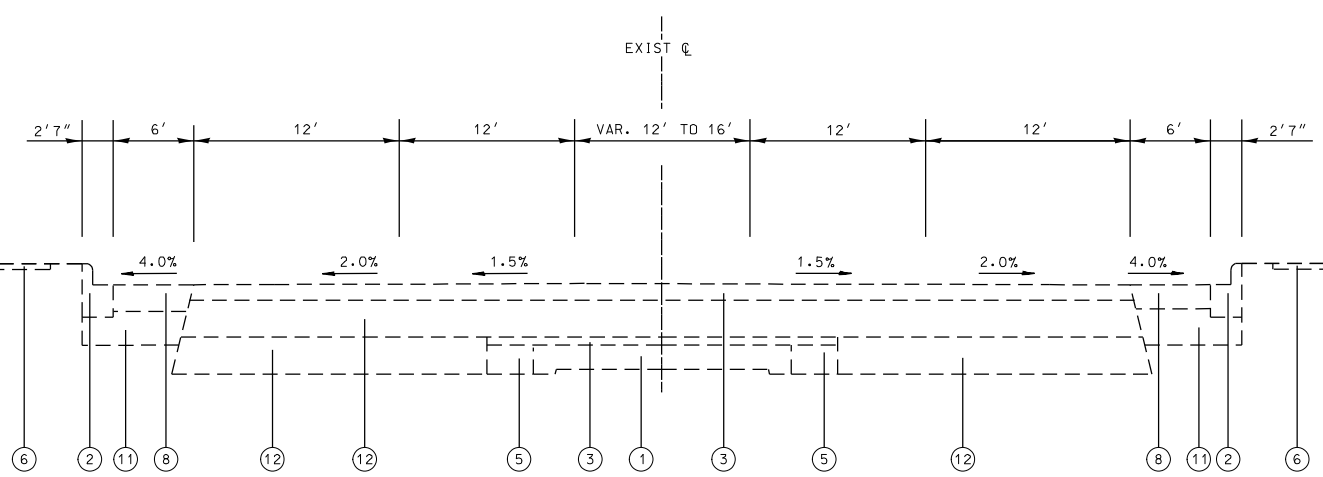 EXIST ℄
2'7" 6' 12' 12' VAR. 12' TO 16' 12' 12' 6' 2'7"
4.0% 2.0% 1.5% 1.5% 2.0% 4.0%
6 2 11 8 12 12 5 3 1 3 5 12 8 11 2 6